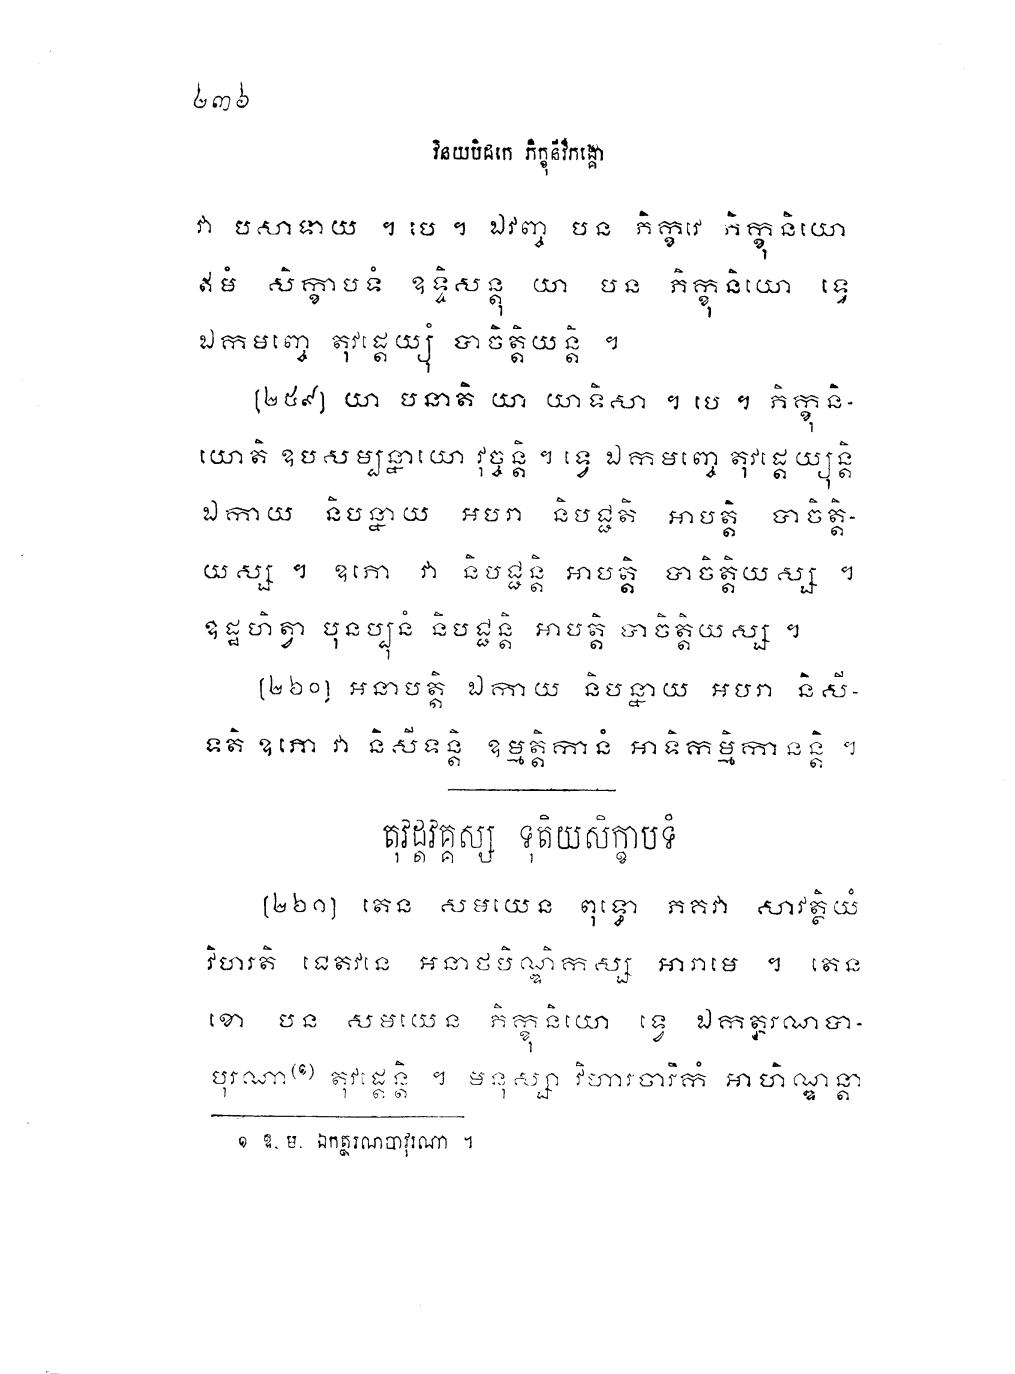 ២៣៦
វិនយបិដកេ ភិក្ខុនីវិភង្គោ
វា បសាទាយ ។ បេ ។ ឯវញ្ច បន ភិក្ខវេ ភិក្ខុនិយោ
ឥមំ សិក្ខាបទំ ឧទ្ទិសន្តុ យា បន ភិក្ខុនិយោ ទ្វេ
ឯកមញ្ចេ តុវដ្តេយ្យុំ បាចិត្តិយន្តិ ។
(២៥៩) យា បនាតិ យា យាទិសា ។ បេ ។ ភិក្ខុនិ-
យោតិ ឧបសម្បន្នាយោ វុច្ចន្តិ ។ ទ្វេ ឯកមញ្ចេ តុវដ្តេយ្យុន្តិ
ឯកាយ និបន្នាយ អបរា និបជ្ជតិ អាបត្តិ បាចិត្តិ-
យស្ស ។ ឧភោ វា និបជ្ជន្តិ អាបត្តិ បាចិត្តិយស្ស ។
ឧដ្ឋហិត្វា បុនប្បុនំ និបជ្ជន្តិ អាបត្តិ បាចិត្តិយស្ស ។
(២៦០) អនាបត្តិ ឯកាយ និបន្នាយ អបរា និសី-
ទតិ ឧភោ វា និសីទន្តិ ឧម្មត្តិកានំ អាទិកម្មិកានន្តិ ។
តុវដ្តវគ្គស្ស ទុតិយសិក្ខាបទំ
(២៦១) តេន សមយេន ពុទ្ធោ ភគវា សាវត្ថិយំ
វិហរតិ ជេតវនេ អនាថបិណ្ឌិកស្ស អារាមេ ។ តេន
ខោ បន សមយេន ភិក្ខុនិយោ ទ្វេ ឯកត្ថរណបា-
បុរណា(១) តុវដ្តេន្តិ ។ មនុស្សា វិហារចារិកំ អាហិណ្ឌន្តា
១ ឱ. ម. ឯកត្ថរណបាវុរណា ។